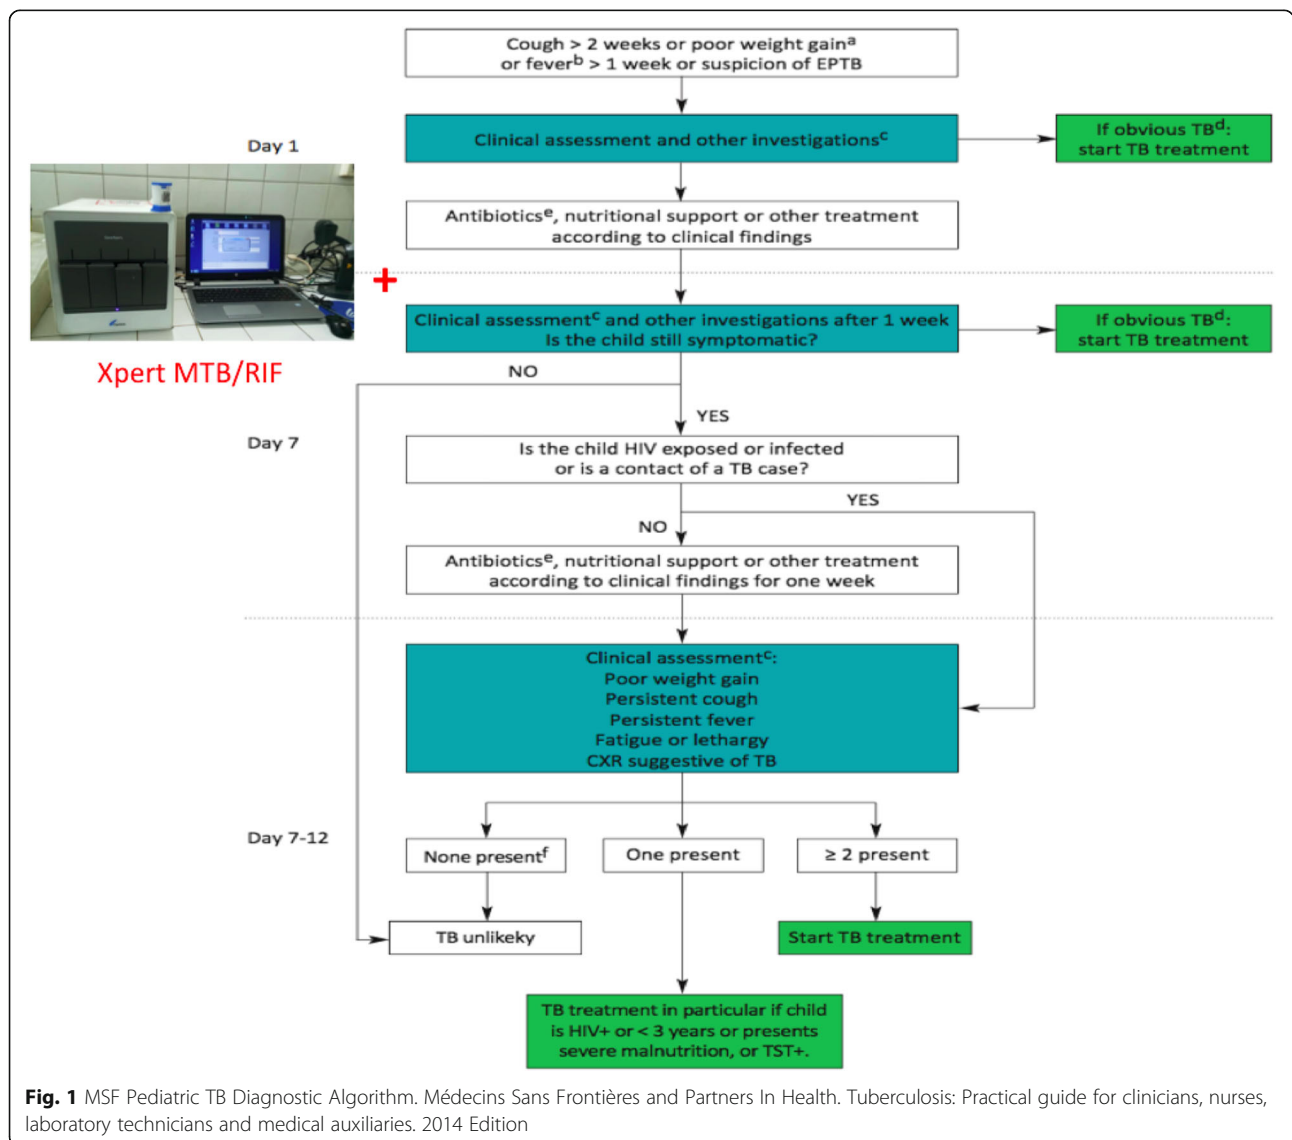 Cough > 2 weeks or poor weight gainᵃ
or feverᵇ > 1 week or suspicion of EPTB
Day 1
Clinical assessment and other investigationsᶜ
If obvious TBᵈ:
start TB treatment
Antibioticsᵉ, nutritional support or other treatment
according to clinical findings
+
Xpert MTB/RIF
Clinical assessmentᶜ and other investigations after 1 week
Is the child still symptomatic?
If obvious TBᵈ:
start TB treatment
NO
YES
Day 7
Is the child HIV exposed or infected
or is a contact of a TB case?
YES
NO
Antibioticsᵉ, nutritional support or other treatment
according to clinical findings for one week
Clinical assessmentᶜ:
Poor weight gain
Persistent cough
Persistent fever
Fatigue or lethargy
CXR suggestive of TB
Day 7-12
None presentᶠ
One present
≥ 2 present
TB unlikeky
Start TB treatment
TB treatment in particular if child
is HIV+ or < 3 years or presents
severe malnutrition, or TST+.
Fig. 1 MSF Pediatric TB Diagnostic Algorithm. Médecins Sans Frontières and Partners In Health. Tuberculosis: Practical guide for clinicians, nurses,
laboratory technicians and medical auxiliaries. 2014 Edition